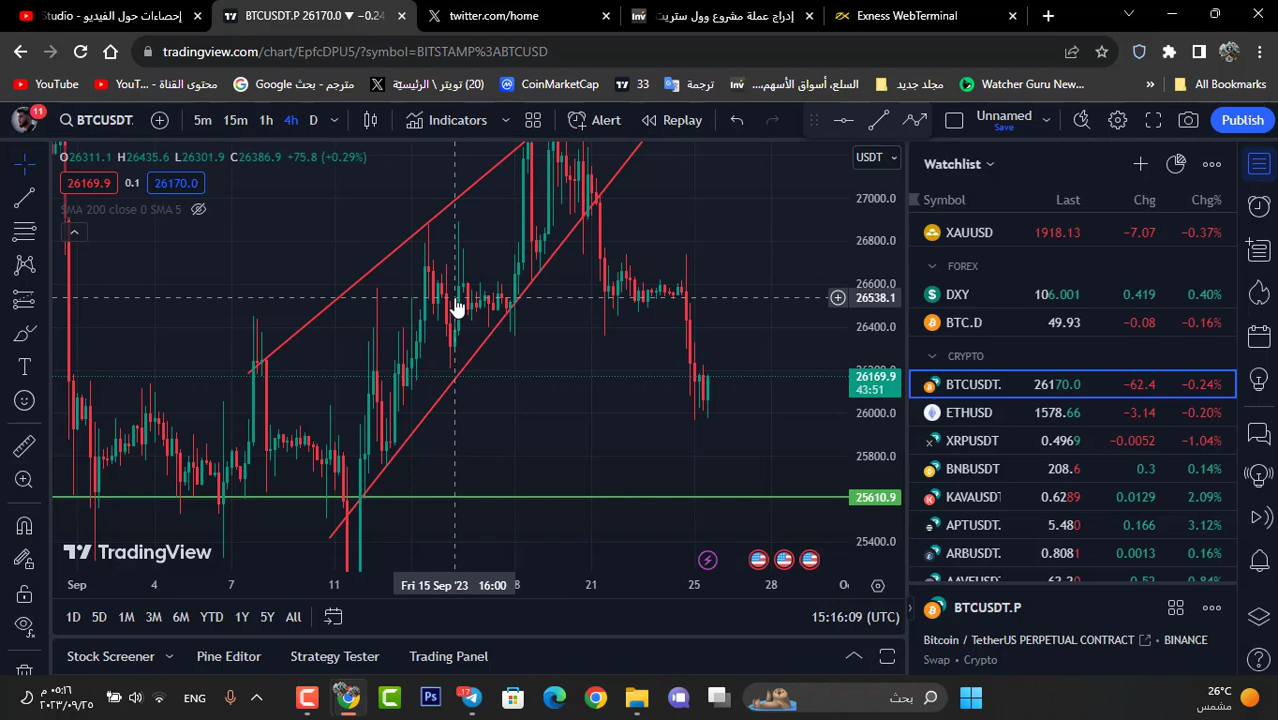 إحصاءات حول الفيديو - Studio
BTCUSDT.P 26170.0 ▼ −0.24
twitter.com/home
إدراج عملة مشروع وول ستريت
Exness WebTerminal
tradingview.com/chart/EpfcDPU5/?symbol=BITSTAMP%3ABTCUSD
YouTube
محتوى القناة - YouT...
مترجم - بحث Google
(20) تويتر \ الرئيسيّة
CoinMarketCap
33
ترجمة
السلع، أسواق الأسهم,...
مجلد جديد
Watcher Guru New...
»
All Bookmarks
11
BTCUSDT.
5m
15m
1h
4h
D
Indicators
Alert
Replay
Unnamed
Save
Publish
O26311.1 H26435.6 L26301.9 C26386.9 +75.8 (+0.29%)
USDT
26169.9
0.1
26170.0
SMA 200 close 0 SMA 5
27000.0
26800.0
26600.0
26538.1
26400.0
26169.9
43:51
26000.0
25800.0
25610.9
25400.0
TradingView
Sep
4
7
11
Fri 15 Sep '23 16:00
8
21
25
28
1D
5D
1M
3M
6M
YTD
1Y
5Y
All
15:16:09 (UTC)
Stock Screener
Pine Editor
Strategy Tester
Trading Panel
Watchlist
Symbol
Last
Chg
Chg%
XAUUSD 1918.13 −7.07 −0.37%
FOREX
DXY 106.001 0.419 0.40%
BTC.D 49.93 −0.08 −0.16%
CRYPTO
BTCUSDT. 26170.0 −62.4 −0.24%
ETHUSD 1578.66 −3.14 −0.20%
XRPUSDT 0.4969 −0.0052 −1.04%
BNBUSDT 208.6 0.3 0.14%
KAVAUSDT 0.6289 0.0129 2.09%
APTUSDT. 5.480 0.166 3.12%
ARBUSDT. 0.8081 0.0013 0.16%
BTCUSDT.P
Bitcoin / TetherUS PERPETUAL CONTRACT • BINANCE
Swap • Crypto
٠٥:١٦ م
٢٠٢٣/٠٩/٢٥
ENG
Ps
17
بحث
26°C
مشمس